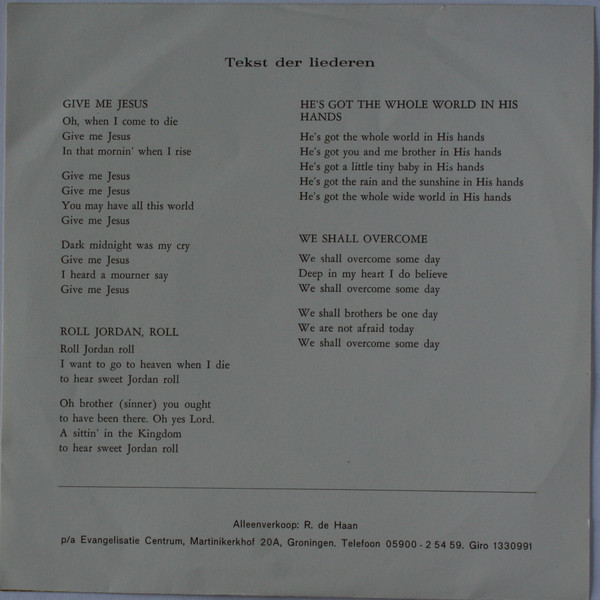 Tekst der liederen
GIVE ME JESUS
Oh, when I come to die
Give me Jesus
In that mornin' when I rise
Give me Jesus
Give me Jesus
You may have all this world
Give me Jesus
Dark midnight was my cry
Give me Jesus
I heard a mourner say
Give me Jesus
ROLL JORDAN, ROLL
Roll Jordan roll
I want to go to heaven when I die
to hear sweet Jordan roll
Oh brother (sinner) you ought
to have been there. Oh yes Lord.
A sittin' in the Kingdom
to hear sweet Jordan roll
HE'S GOT THE WHOLE WORLD IN HIS
HANDS
He's got the whole world in His hands
He's got you and me brother in His hands
He's got a little tiny baby in His hands
He's got the rain and the sunshine in His hands
He's got the whole wide world in His hands
WE SHALL OVERCOME
We shall overcome some day
Deep in my heart I do believe
We shall overcome some day
We shall brothers be one day
We are not afraid today
We shall overcome some day
Alleenverkoop: R. de Haan
p/a Evangelisatie Centrum, Martinikerkhof 20A, Groningen. Telefoon 05900 - 2 54 59. Giro 1330991